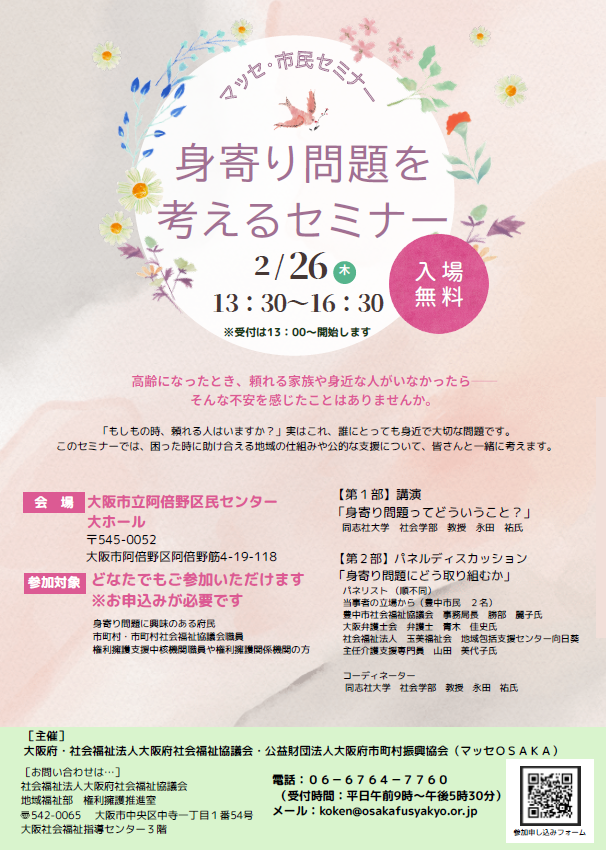 マッセ・市民セミナー
身寄り問題を
考えるセミナー
2/26 木
13：30～16：30
※受付は13：00～開始します
入場
無料
高齢になったとき、頼れる家族や身近な人がいなかったら――
そんな不安を感じたことはありませんか。
「もしもの時、頼れる人はいますか？」実はこれ、誰にとっても身近で大切な問題です。
このセミナーでは、困った時に助け合える地域の仕組みや公的な支援について、皆さんと一緒に考えます。
会　場
大阪市立阿倍野区民センター
大ホール
〒545-0052
大阪市阿倍野区阿倍野筋4-19-118
参加対象
どなたでもご参加いただけます
※お申込みが必要です
身寄り問題に興味のある府民
市町村・市町村社会福祉協議会職員
権利擁護支援中核機関職員や権利擁護関係機関の方
【第１部】講演
「身寄り問題ってどういうこと？」
同志社大学　社会学部　教授　永田　祐氏
【第２部】パネルディスカッション
「身寄り問題にどう取り組むか」
パネリスト（順不同）
当事者の立場から（豊中市民　２名）
豊中市社会福祉協議会　事務局長　勝部　麗子氏
大阪弁護士会　弁護士　青木　佳史氏
社会福祉法人　玉美福祉会　地域包括支援センター向日葵
主任介護支援専門員　山田　美代子氏
コーディネーター
同志社大学　社会学部　教授　永田　祐氏
［主催］
大阪府・社会福祉法人大阪府社会福祉協議会・公益財団法人大阪府市町村振興協会（マッセＯＳＡＫＡ）
［お問い合わせは…］
社会福祉法人大阪府社会福祉協議会
地域福祉部　権利擁護推進室
〠542-0065　大阪市中央区中寺一丁目１番54号
大阪社会福祉指導センター３階
電話：０６－６７６４－７７６０
（受付時間：平日午前9時～午後5時30分）
メール：koken@osakafusyakyo.or.jp
参加申し込みフォーム